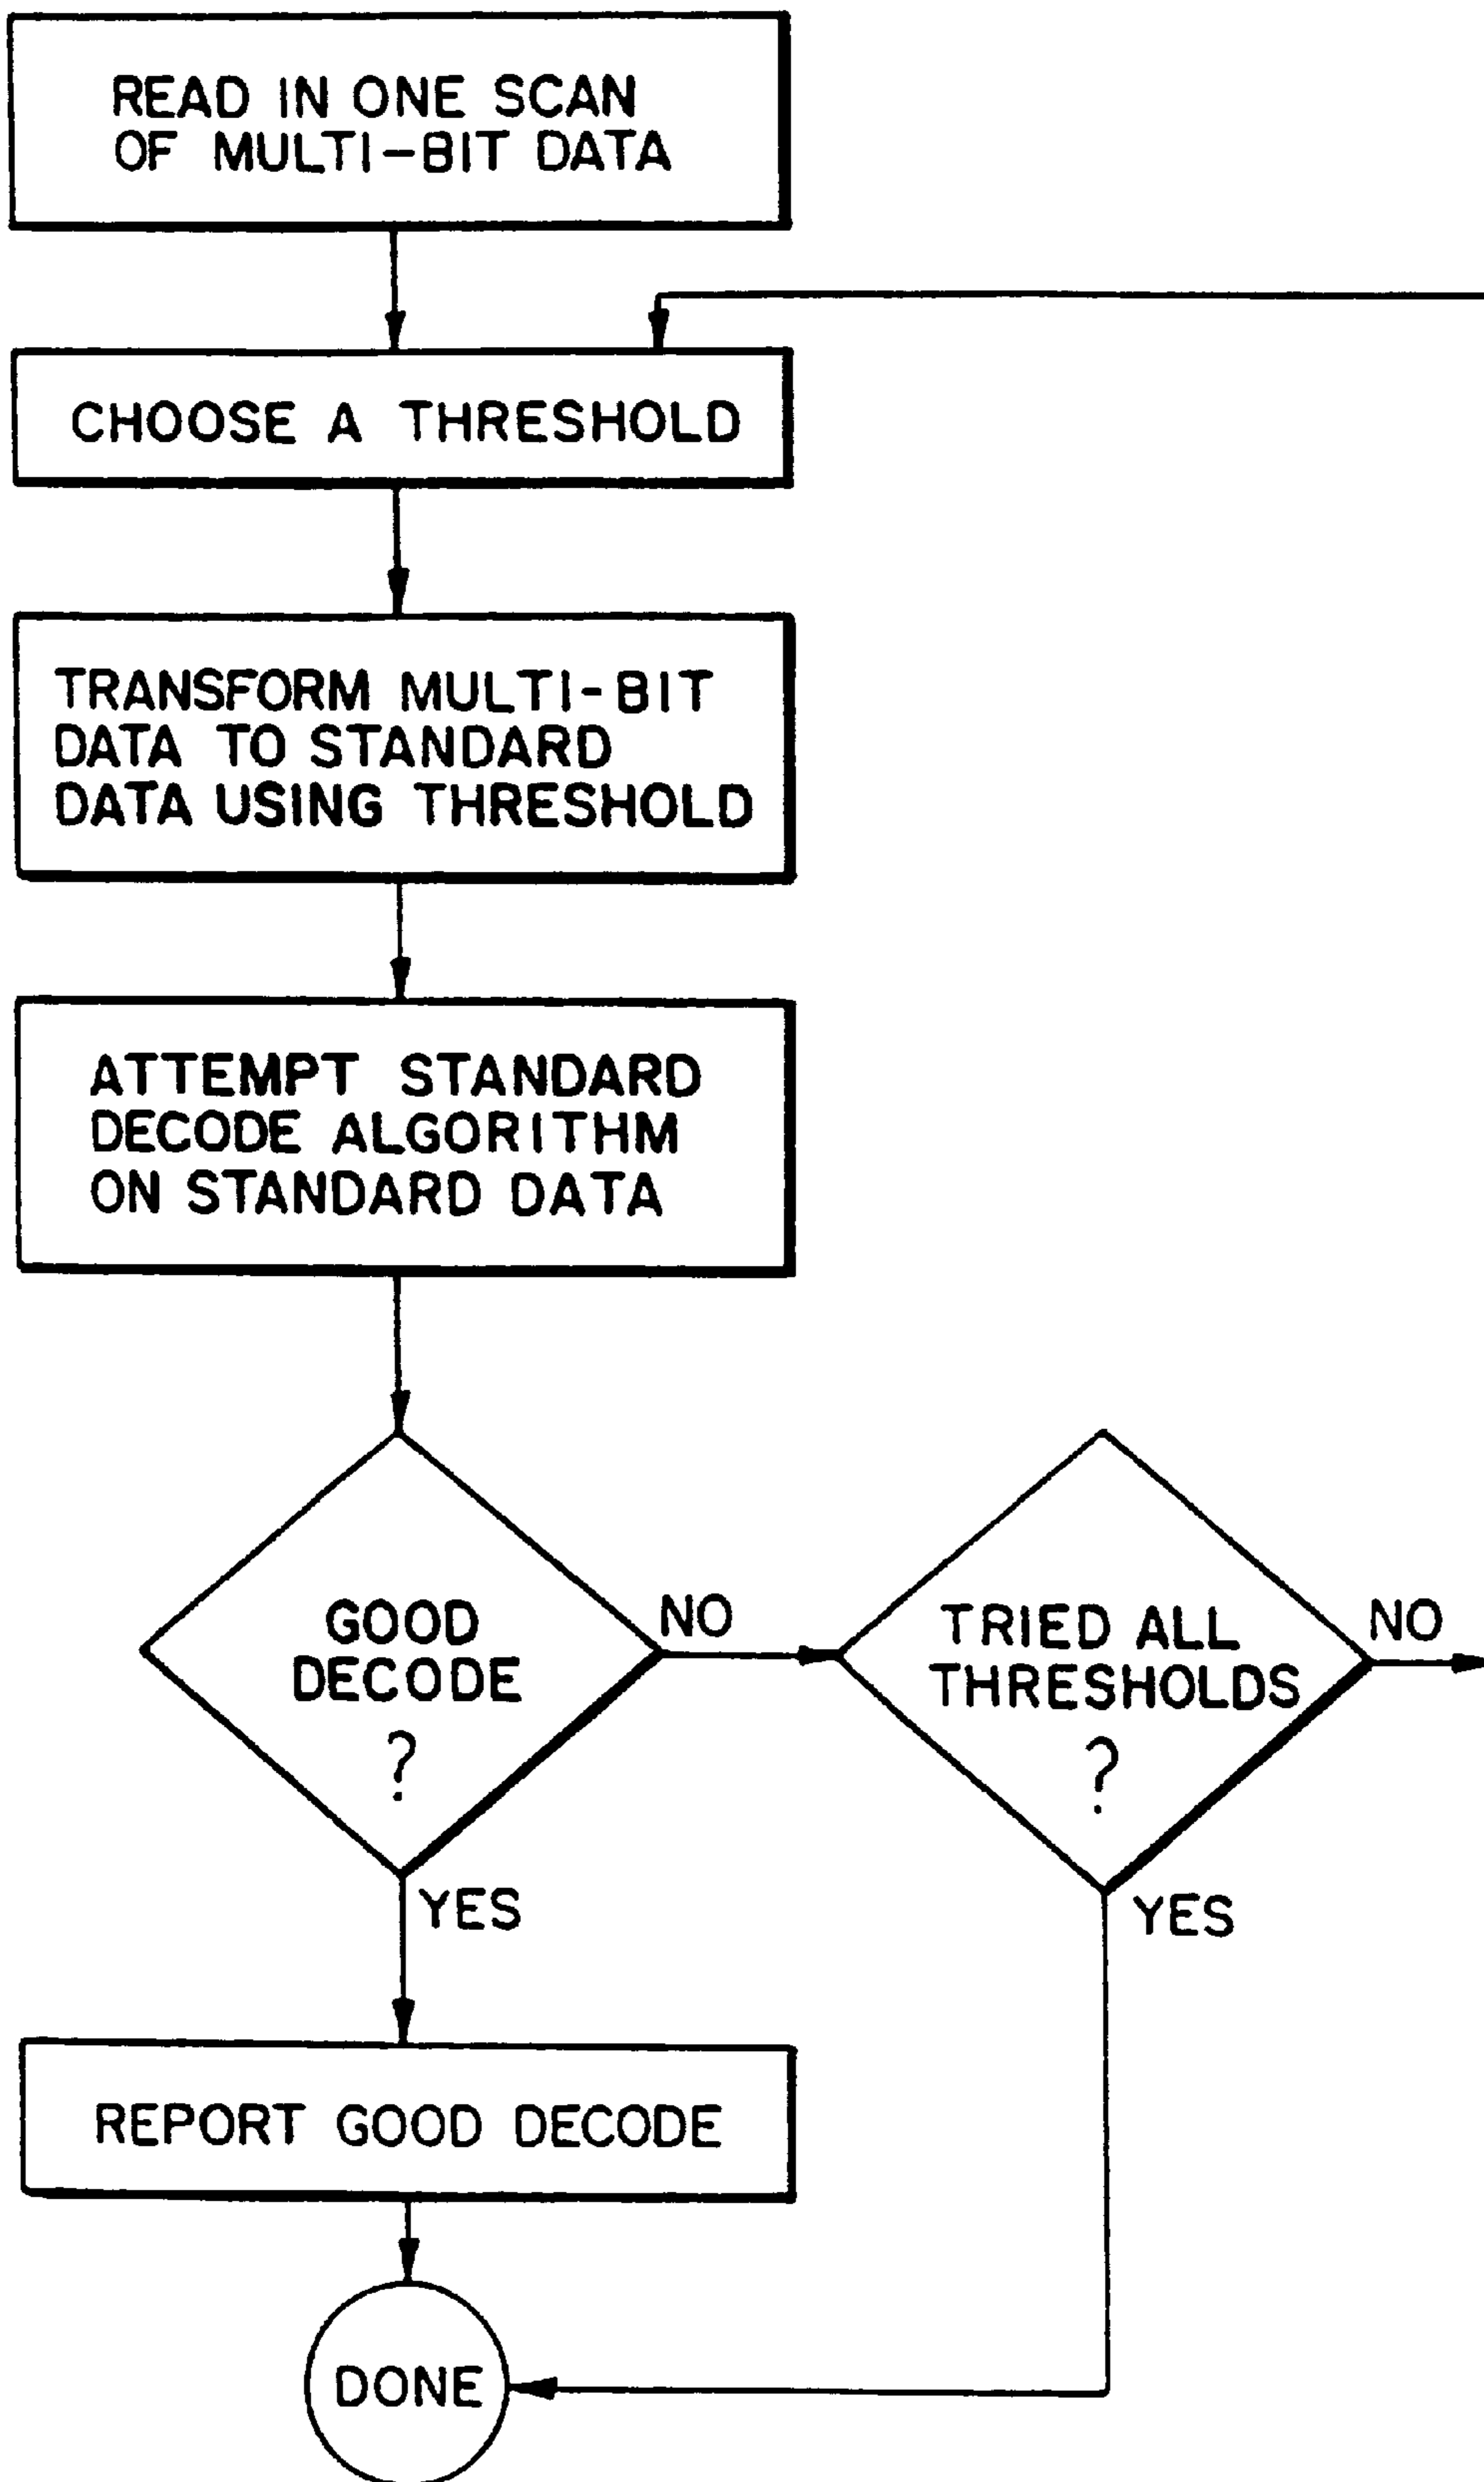 READ IN ONE SCAN
OF MULTI-BIT DATA
CHOOSE A THRESHOLD
TRANSFORM MULTI-BIT
DATA TO STANDARD
DATA USING THRESHOLD
ATTEMPT STANDARD
DECODE ALGORITHM
ON STANDARD DATA
GOOD
DECODE
?
NO
TRIED ALL
THRESHOLDS
?
NO
YES
YES
REPORT GOOD DECODE
DONE